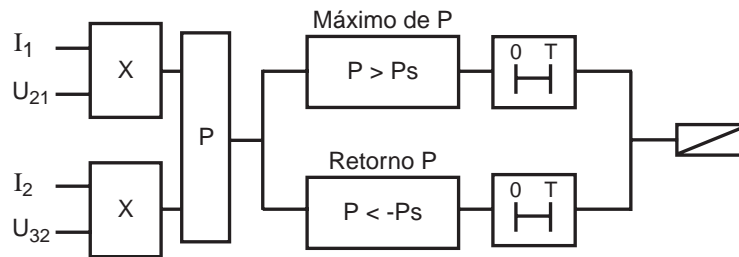 Máximo de P
I1
U21
X
P
P > Ps
0 T
I2
U32
X
Retorno P
P < -Ps
0 T